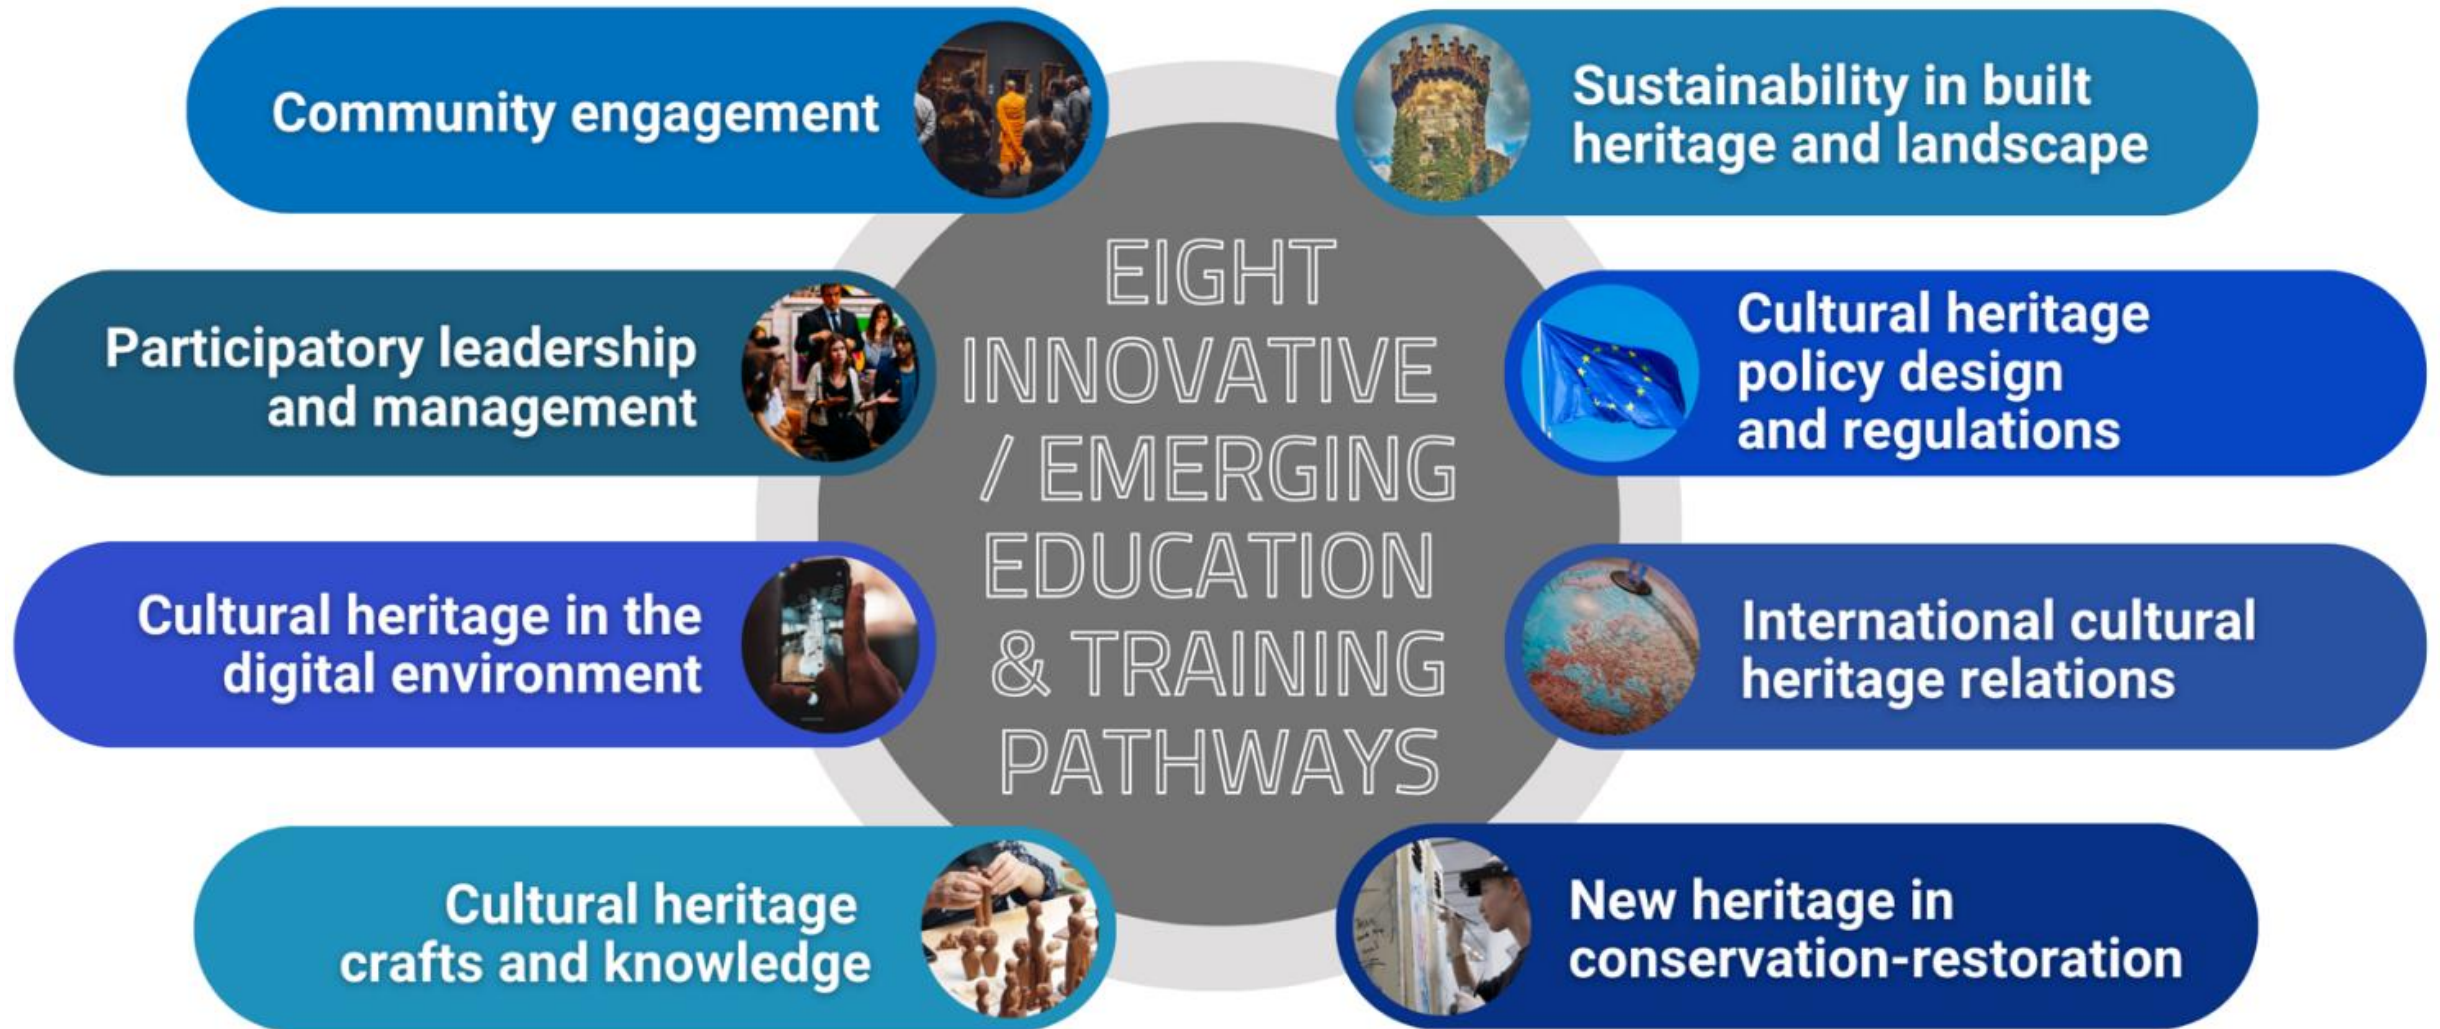 Community engagement
Participatory leadership
and management
Cultural heritage in the
digital environment
Cultural heritage
crafts and knowledge
EIGHT
INNOVATIVE
/ EMERGING
EDUCATION
& TRAINING
PATHWAYS
Sustainability in built
heritage and landscape
Cultural heritage
policy design
and regulations
International cultural
heritage relations
New heritage in
conservation-restoration